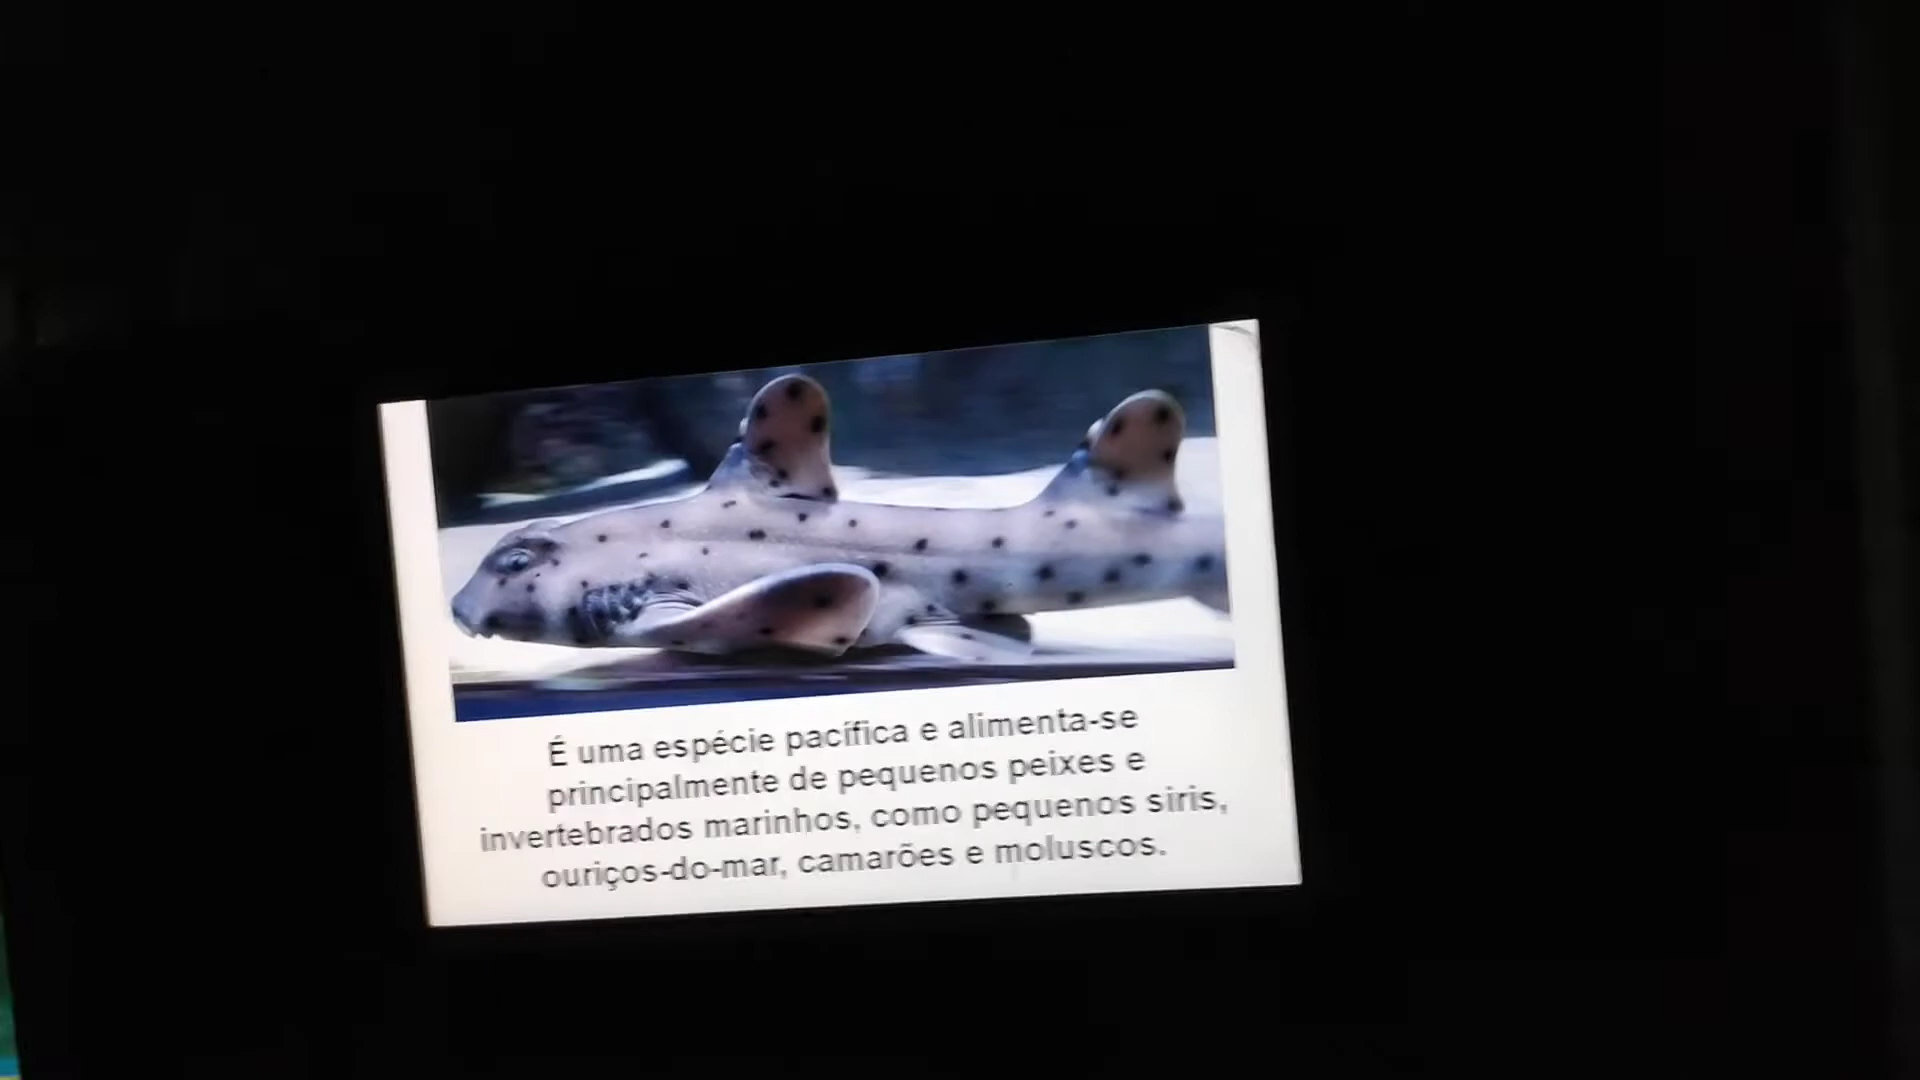 É uma espécie pacífica e alimenta-se
principalmente de pequenos peixes e
invertebrados marinhos, como pequenos siris,
ouriços-do-mar, camarões e moluscos.